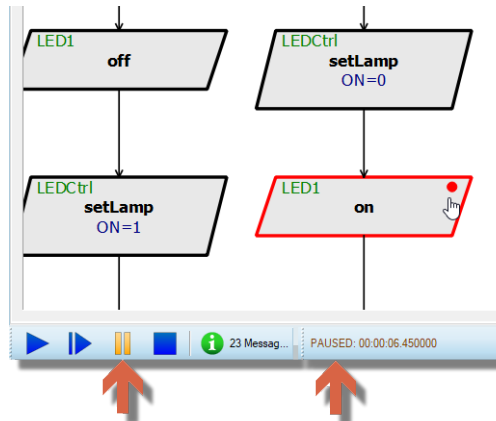 LED1
off
LEDCtrl
setLamp
ON=0
LEDCtrl
setLamp
ON=1
LED1
on
23 Messag...
PAUSED: 00:00:06.450000